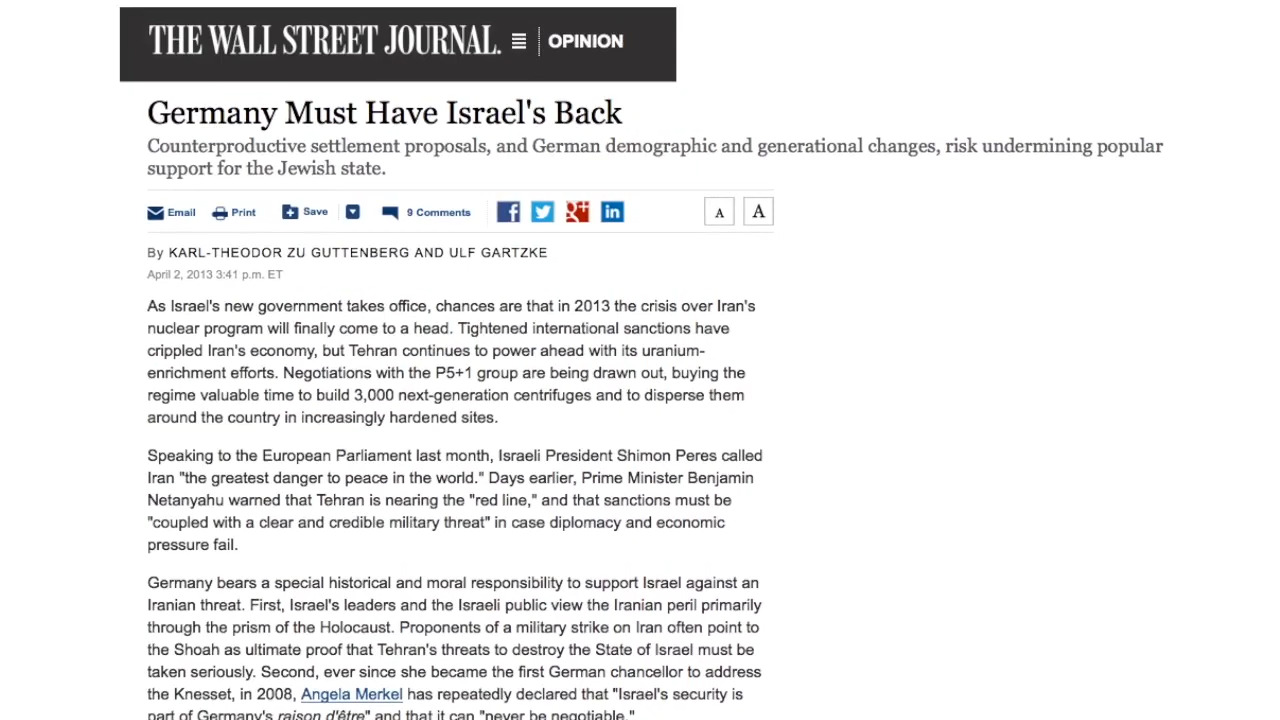 THE WALL STREET JOURNAL. OPINION
Germany Must Have Israel's Back
Counterproductive settlement proposals, and German demographic and generational changes, risk undermining popular
support for the Jewish state.
Email Print Save 9 Comments f in A A
By KARL-THEODOR ZU GUTTENBERG AND ULF GARTZKE
April 2, 2013 3:41 p.m. ET
As Israel's new government takes office, chances are that in 2013 the crisis over Iran's
nuclear program will finally come to a head. Tightened international sanctions have
crippled Iran's economy, but Tehran continues to power ahead with its uranium-
enrichment efforts. Negotiations with the P5+1 group are being drawn out, buying the
regime valuable time to build 3,000 next-generation centrifuges and to disperse them
around the country in increasingly hardened sites.
Speaking to the European Parliament last month, Israeli President Shimon Peres called
Iran "the greatest danger to peace in the world." Days earlier, Prime Minister Benjamin
Netanyahu warned that Tehran is nearing the "red line," and that sanctions must be
"coupled with a clear and credible military threat" in case diplomacy and economic
pressure fail.
Germany bears a special historical and moral responsibility to support Israel against an
Iranian threat. First, Israel's leaders and the Israeli public view the Iranian peril primarily
through the prism of the Holocaust. Proponents of a military strike on Iran often point to
the Shoah as ultimate proof that Tehran's threats to destroy the State of Israel must be
taken seriously. Second, ever since she became the first German chancellor to address
the Knesset, in 2008, Angela Merkel has repeatedly declared that "Israel's security is
part of Germany's raison d'être" and that it can "never be negotiable."